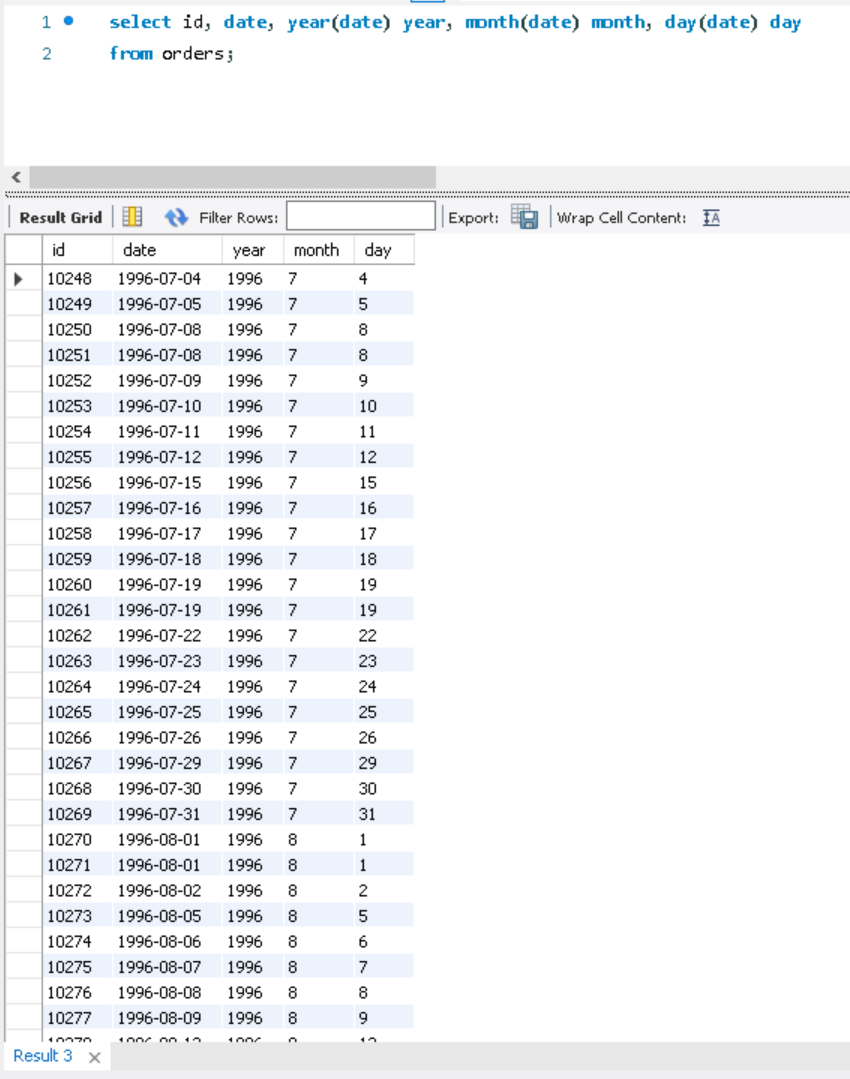 1 select id, date, year(date) year, month(date) month, day(date) day
2 from orders;
Result Grid Filter Rows: Export: Wrap Cell Content: IA
id date year month day
10248 1996-07-04 1996 7 4
10249 1996-07-05 1996 7 5
10250 1996-07-08 1996 7 8
10251 1996-07-08 1996 7 8
10252 1996-07-09 1996 7 9
10253 1996-07-10 1996 7 10
10254 1996-07-11 1996 7 11
10255 1996-07-12 1996 7 12
10256 1996-07-15 1996 7 15
10257 1996-07-16 1996 7 16
10258 1996-07-17 1996 7 17
10259 1996-07-18 1996 7 18
10260 1996-07-19 1996 7 19
10261 1996-07-19 1996 7 19
10262 1996-07-22 1996 7 22
10263 1996-07-23 1996 7 23
10264 1996-07-24 1996 7 24
10265 1996-07-25 1996 7 25
10266 1996-07-26 1996 7 26
10267 1996-07-29 1996 7 29
10268 1996-07-30 1996 7 30
10269 1996-07-31 1996 7 31
10270 1996-08-01 1996 8 1
10271 1996-08-01 1996 8 1
10272 1996-08-02 1996 8 2
10273 1996-08-05 1996 8 5
10274 1996-08-06 1996 8 6
10275 1996-08-07 1996 8 7
10276 1996-08-08 1996 8 8
10277 1996-08-09 1996 8 9
Result 3